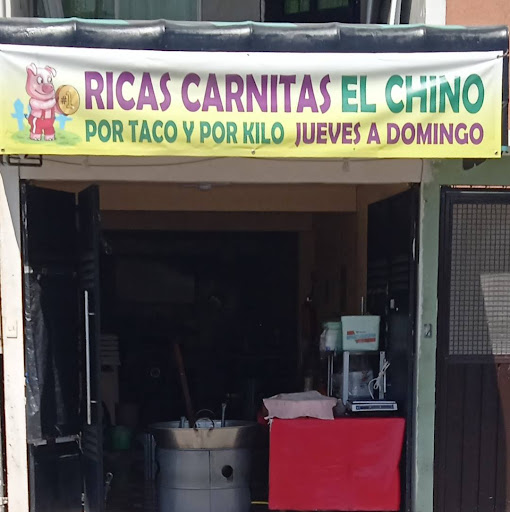 RICAS CARNITAS EL CHINO
POR TACO Y POR KILO JUEVES A DOMINGO